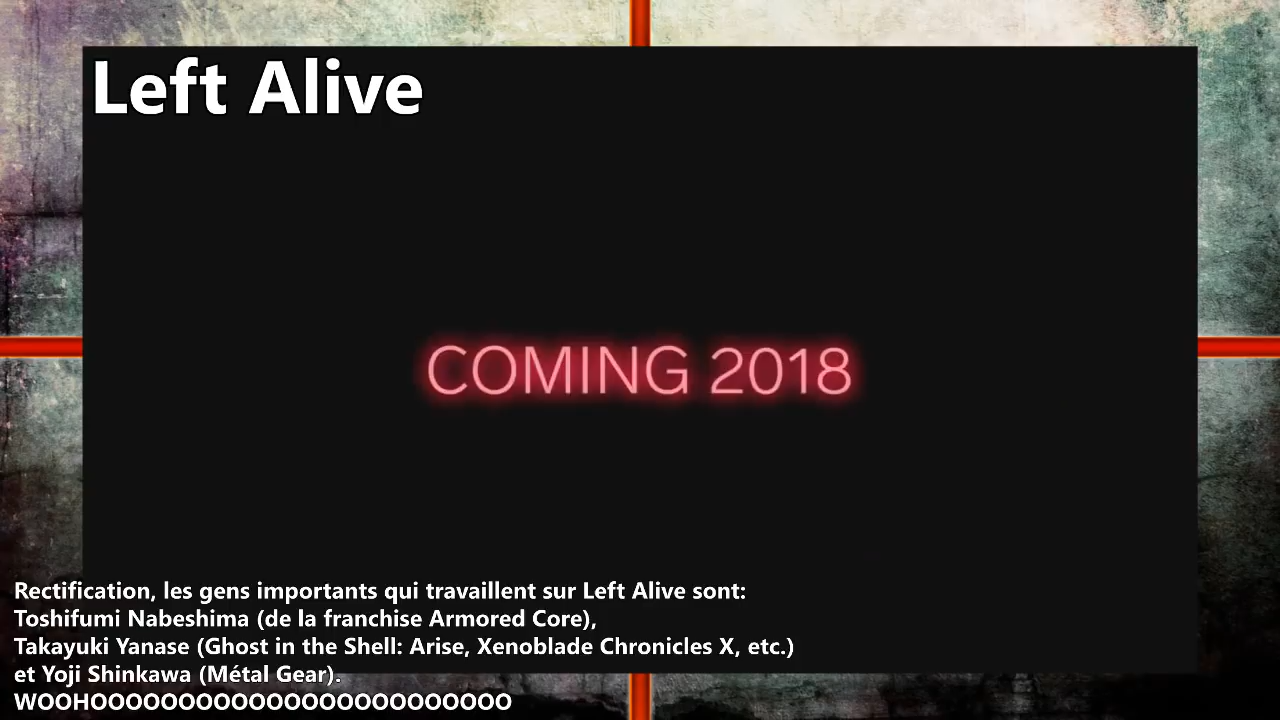 Left Alive
COMING 2018
Rectification, les gens importants qui travaillent sur Left Alive sont:
Toshifumi Nabeshima (de la franchise Armored Core),
Takayuki Yanase (Ghost in the Shell: Arise, Xenoblade Chronicles X, etc.)
et Yoji Shinkawa (Métal Gear).
WOOHOOOOOOOOOOOOOOOOOOOOOOOOO